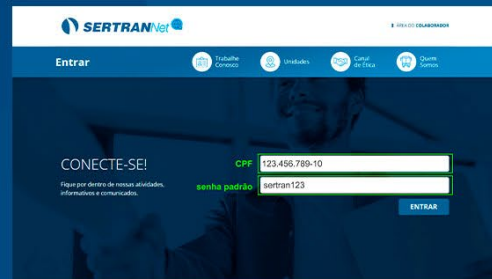 SERTRANNet
ÁREA DO COLABORADOR
Entrar
Trabalhe
Conosco
Unidades
Canal
de Ética
Quem
Somos
CONECTE-SE!
Fique por dentro de nossas atividades,
informativos e comunicados.
CPF 123.456.789-10
senha padrão sertran123
ENTRAR